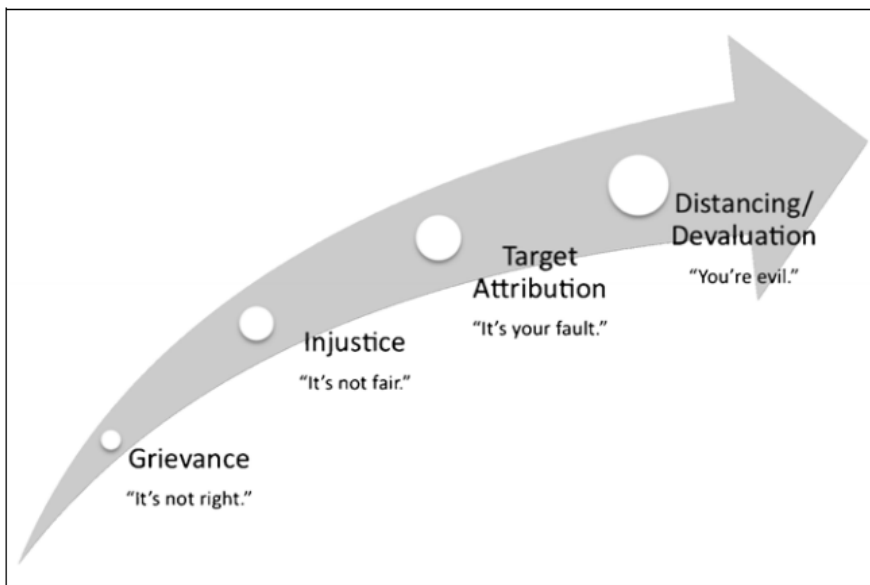 Grievance
“It’s not right.”
Injustice
“It’s not fair.”
Target
Attribution
“It’s your fault.”
Distancing/
Devaluation
“You’re evil.”